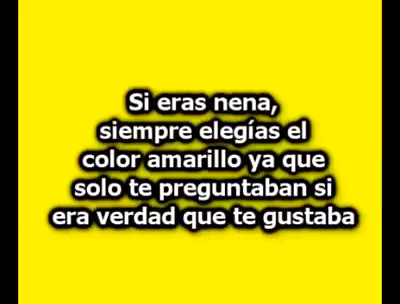 Si eras nena,
siempre elegías el
color amarillo ya que
solo te preguntaban si
era verdad que te gustaba